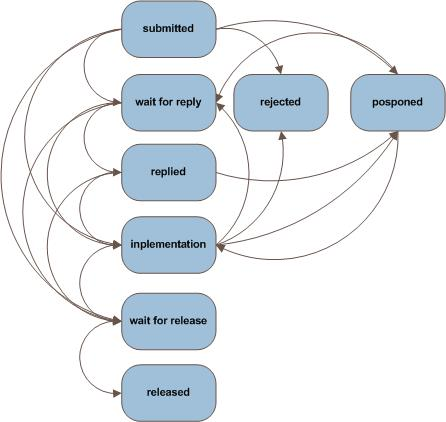 submitted
wait for reply
rejected
posponed
replied
inplementation
wait for release
released